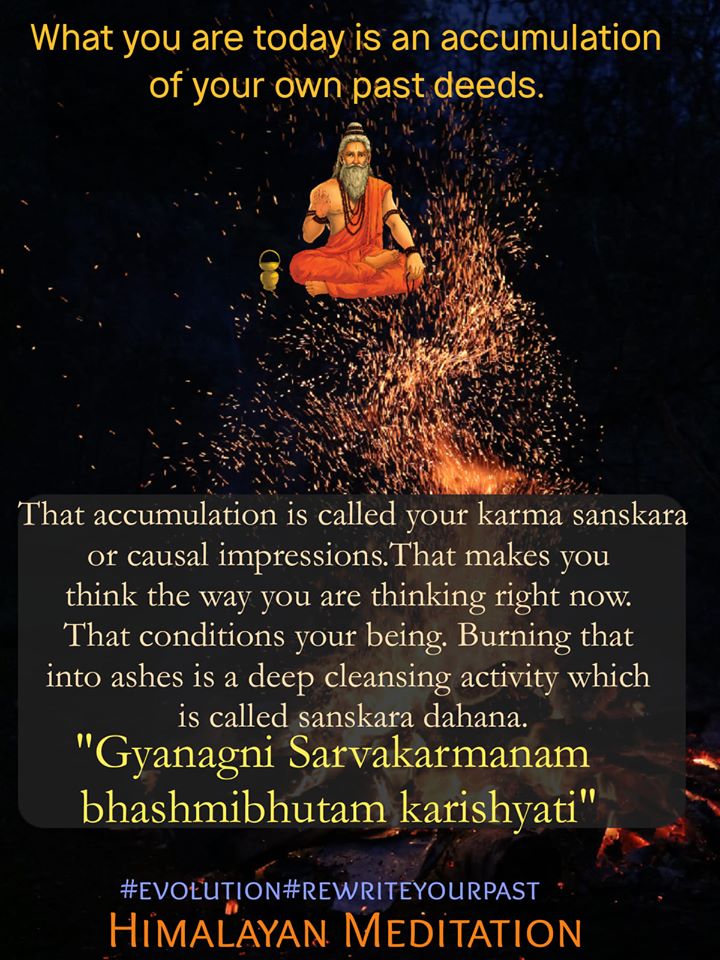 What you are today is an accumulation
of your own past deeds.
That accumulation is called your karma sanskara
or causal impressions.That makes you
think the way you are thinking right now.
That conditions your being. Burning that
into ashes is a deep cleansing activity which
is called sanskara dahana.
"Gyanagni Sarvakarmanam
bhashmibhutam karishyati"
#EVOLUTION#REWRITEYOURPAST
HIMALAYAN MEDITATION